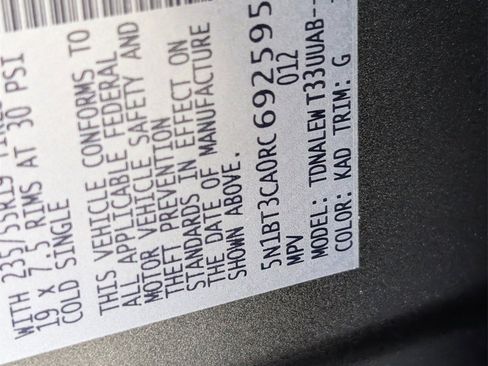 WITH 235/55R19
19 X 7.5 RIMS AT 30 PSI
COLD SINGLE
THIS VEHICLE CONFORMS TO
ALL APPLICABLE FEDERAL
MOTOR VEHICLE SAFETY AND
THEFT PREVENTION
STANDARDS IN EFFECT ON
THE DATE OF MANUFACTURE
SHOWN ABOVE.
5N1BT3CA0RC692595
MPV 012
MODEL: TDNALEWT33UUAB--
COLOR: KAD TRIM: G